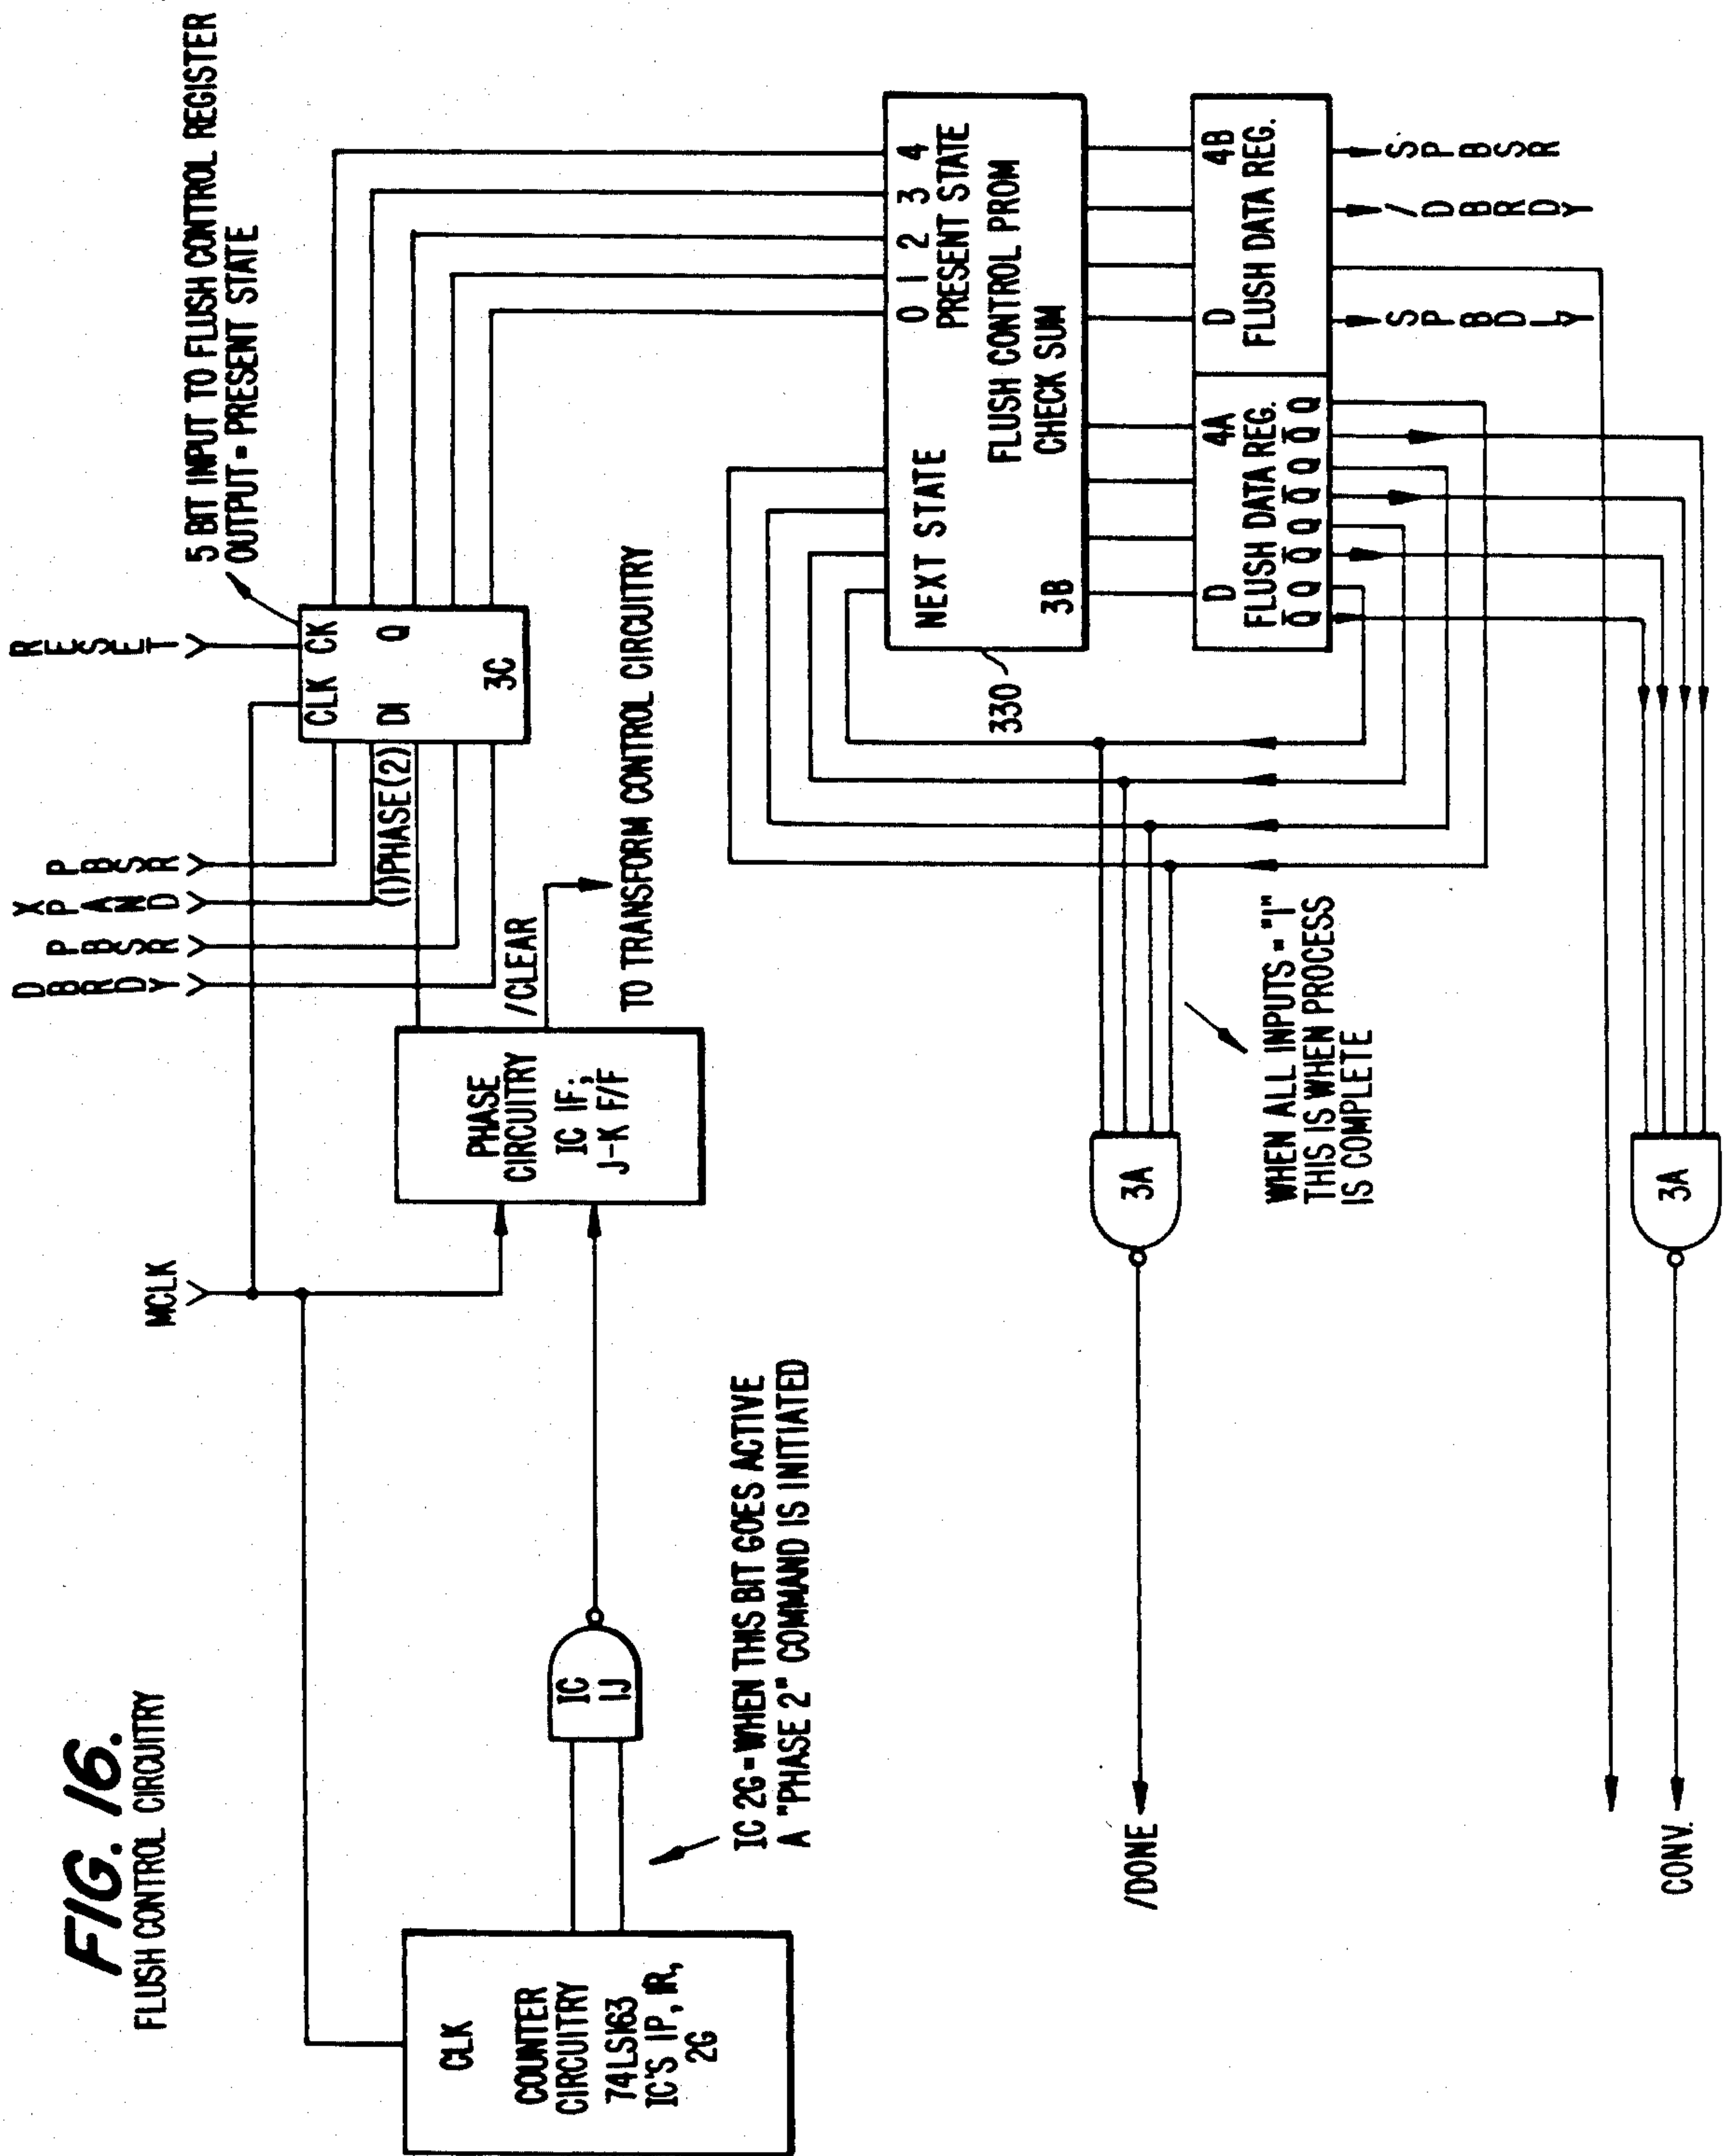 FIG. 16.
FLUSH CONTROL CIRCUITRY
CLK
COUNTER
CIRCUITRY
74LS163
IC'S 1P, 1R,
2G
IC
1J
IC 2G = WHEN THIS BIT GOES ACTIVE
A "PHASE 2" COMMAND IS INITIATED
MCLK
PHASE
CIRCUITRY
IC 1F;
J-K F/F
/CLEAR
TO TRANSFORM CONTROL CIRCUITRY
DBRDY
PBSR
XPAND
PBSR
RESET
(1)PHASE(2)
CLK CK
DI Q
3C
5 BIT INPUT TO FLUSH CONTROL REGISTER
OUTPUT = PRESENT STATE
NEXT STATE
0 1 2 3 4
PRESENT STATE
FLUSH CONTROL PROM
CHECK SUM
3B
330
D 4A
FLUSH DATA REG.
Q̄ Q Q̄ Q Q̄ Q Q̄ Q
D 4B
FLUSH DATA REG.
SPBDLY
/DBRDY
SPBSR
3A
WHEN ALL INPUTS = "1"
THIS IS WHEN PROCESS
IS COMPLETE
/DONE
3A
CONV.